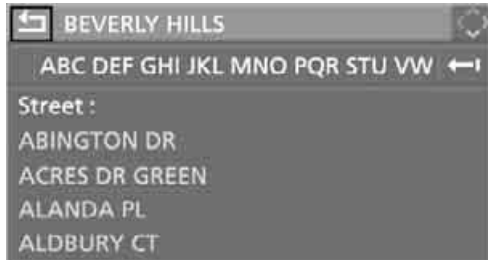 BEVERLY HILLS
ABC DEF GHI JKL MNO PQR STU VW
Street :
ABINGTON DR
ACRES DR GREEN
ALANDA PL
ALDBURY CT